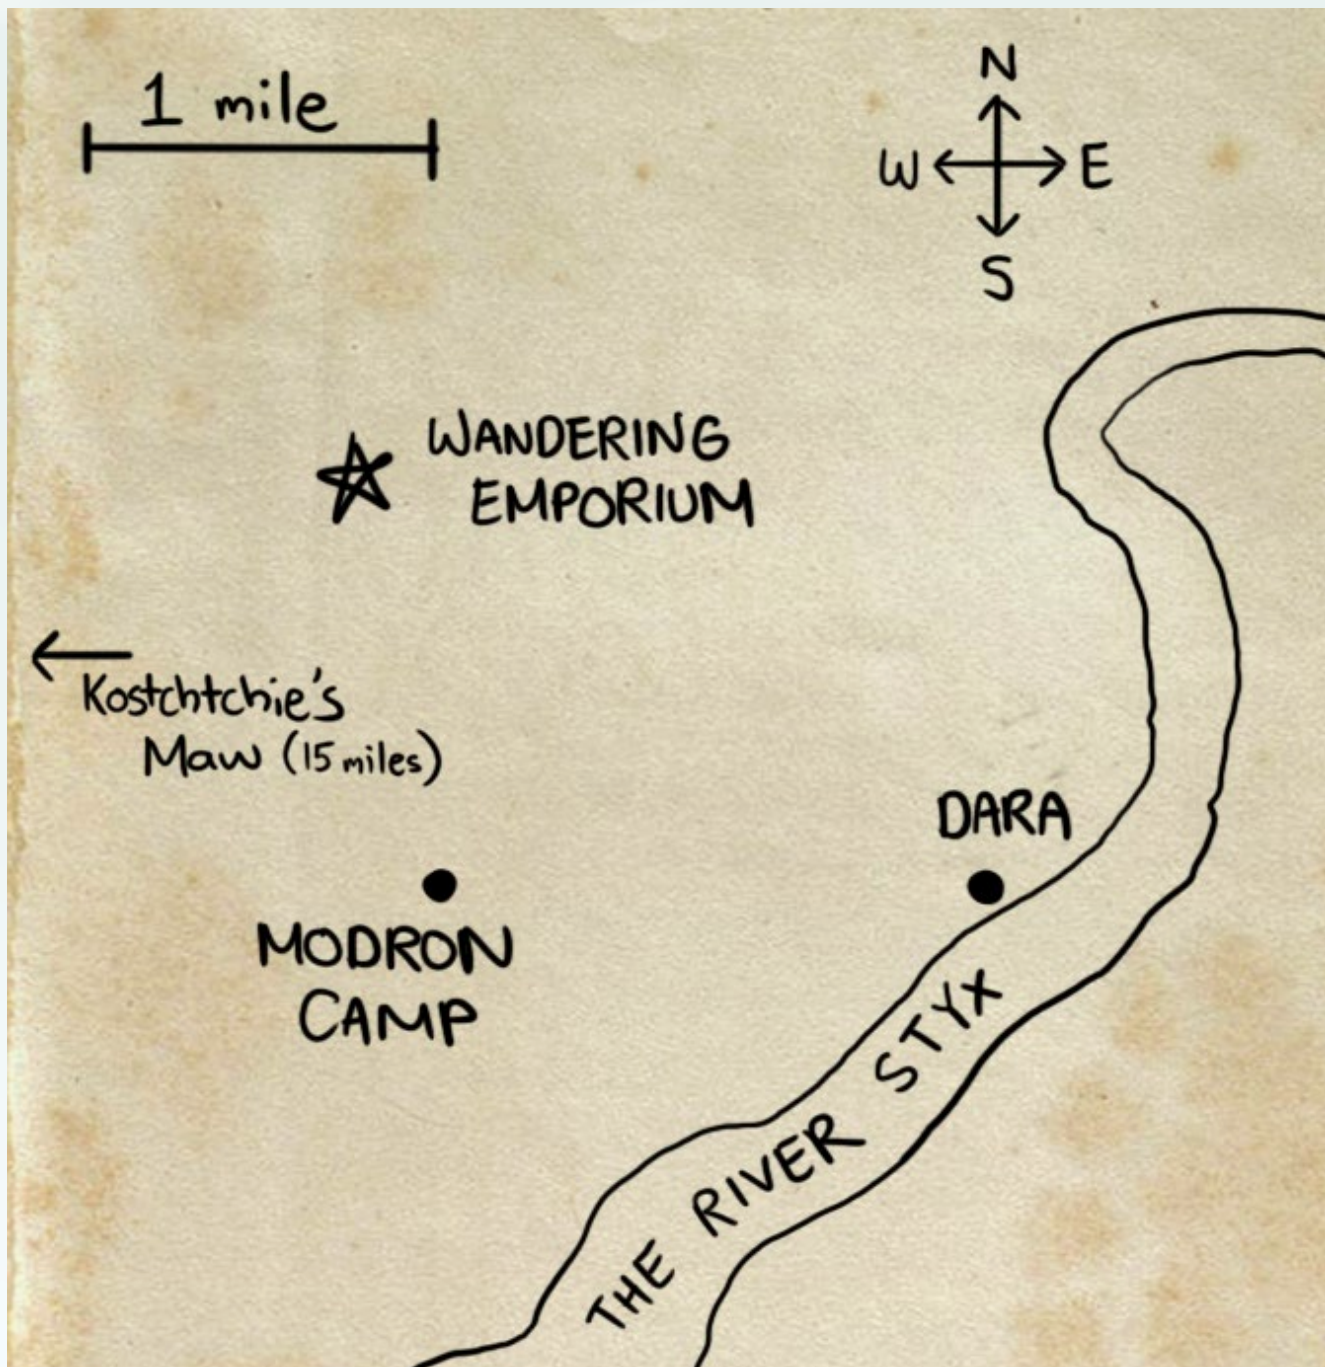 1 mile
N
W E
S
WANDERING
EMPORIUM
Kostchtchie's
Maw (15 miles)
DARA
MODRON
CAMP
THE RIVER STYX